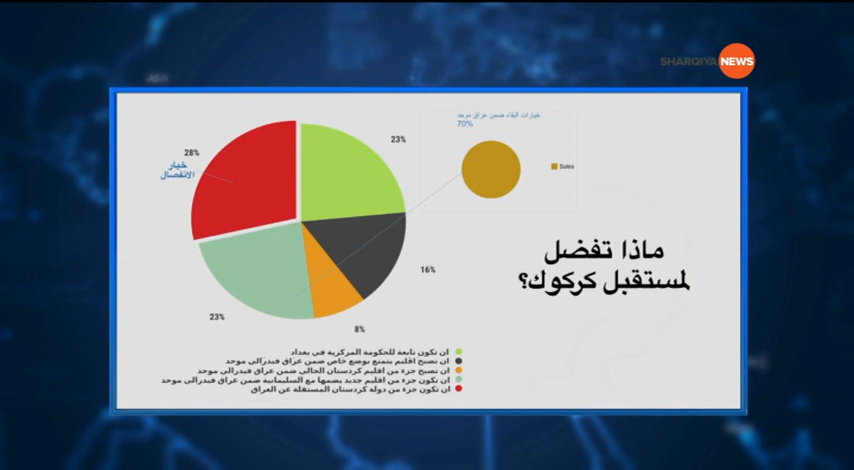 SHARQIYA NEWS
خيارات البقاء ضمن عراق موحد
70%
Sales
23%
28%
خيار
الانفصال
16%
23%
8%
ماذا تفضل
لمستقبل كركوك؟
ان تكون تابعة للحكومة المركزية في بغداد
ان تصبح اقليم يتمتع بوضع خاص ضمن عراق فيدرالي موحد
ان تصبح جزء من اقليم كردستان الحالي ضمن عراق فيدرالي موحد
ان تكون جزء من اقليم جديد يضمها مع السليمانية ضمن عراق فيدرالي موحد
ان تكون جزء من دولة كردستان المستقلة عن العراق